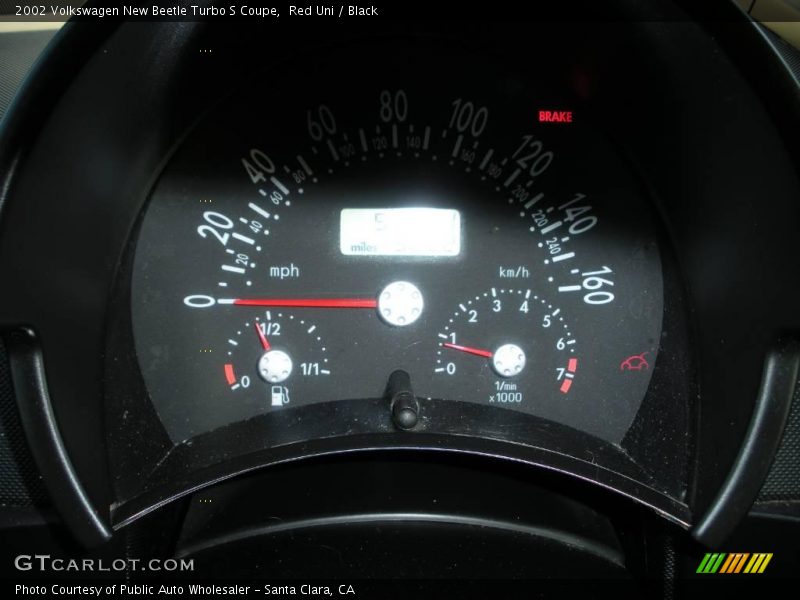 2002 Volkswagen New Beetle Turbo S Coupe, Red Uni / Black
BRAKE
0 20 40 60 80 100 120 140 160
20 40 60 80 100 120 140 160 180 200 220 240
miles
mph
km/h
0 1/2 1/1
0 1 2 3 4 5 6 7
1/min
x1000
GTCARLOT.COM
Photo Courtesy of Public Auto Wholesaler - Santa Clara, CA